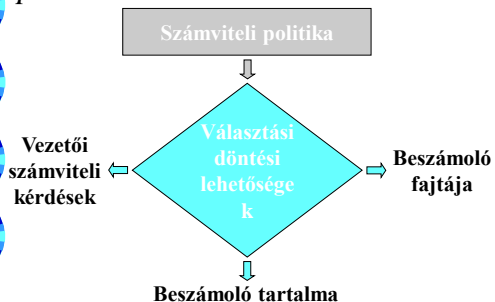 Számviteli politika
Választási
döntési
lehetősége
k
Vezetői
számviteli
kérdések
Beszámoló
fajtája
Beszámoló tartalma